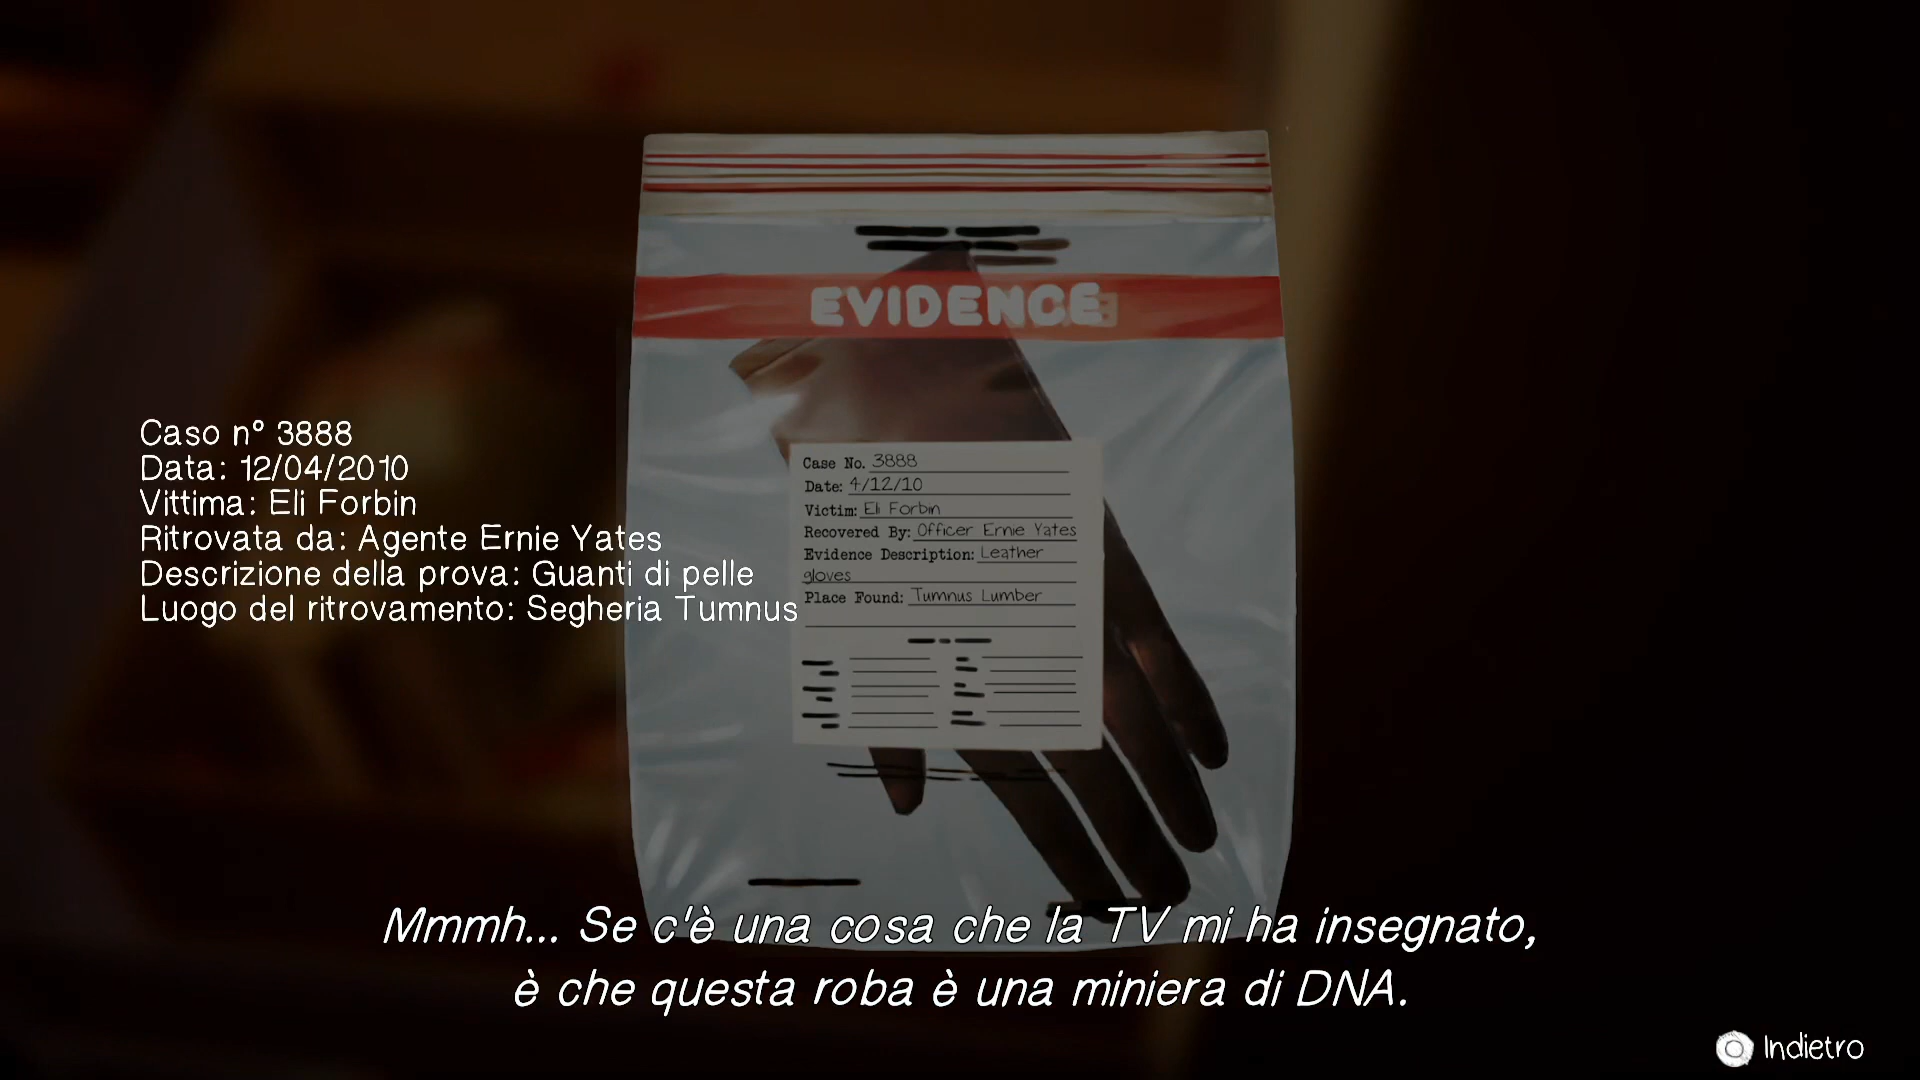 EVIDENCE
Caso n° 3888
Data: 12/04/2010
Vittima: Eli Forbin
Ritrovata da: Agente Ernie Yates
Descrizione della prova: Guanti di pelle
Luogo del ritrovamento: Segheria Tumnus
Case No. 3888
Date: 4/12/10
Victim: Eli Forbin
Recovered By: Officer Ernie Yates
Evidence Description: Leather
gloves
Place Found: Tumnus Lumber
Mmmh... Se c'è una cosa che la TV mi ha insegnato,
è che questa roba è una miniera di DNA.
Indietro